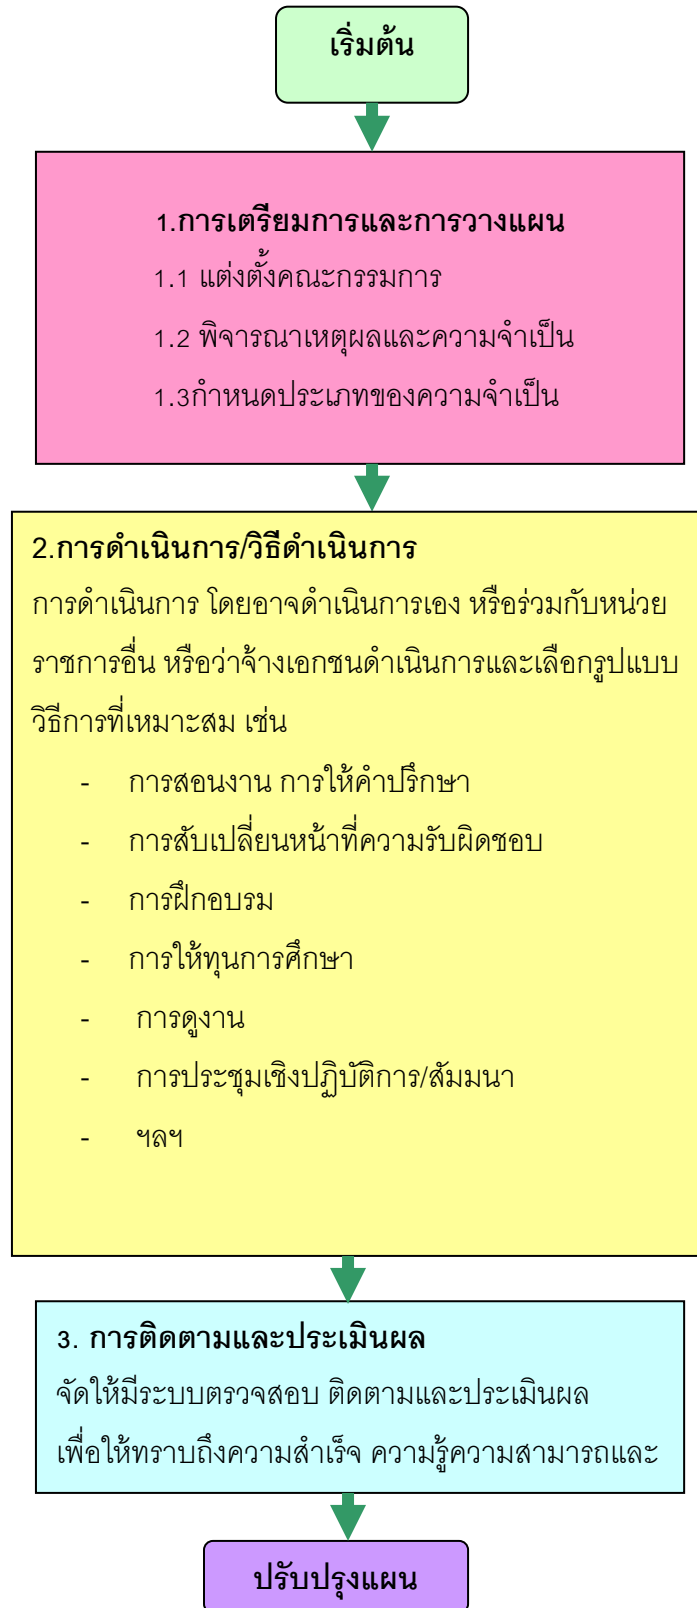 เริ่มต้น
1.การเตรียมการและการวางแผน
1.1 แต่งตั้งคณะกรรมการ
1.2 พิจารณาเหตุผลและความจำเป็น
1.3กำหนดประเภทของความจำเป็น
2.การดำเนินการ/วิธีดำเนินการ
การดำเนินการ โดยอาจดำเนินการเอง หรือร่วมกับหน่วย
ราชการอื่น หรือว่าจ้างเอกชนดำเนินการและเลือกรูปแบบ
วิธีการที่เหมาะสม เช่น
- การสอนงาน การให้คำปรึกษา
- การสับเปลี่ยนหน้าที่ความรับผิดชอบ
- การฝึกอบรม
- การให้ทุนการศึกษา
- การดูงาน
- การประชุมเชิงปฏิบัติการ/สัมมนา
- ฯลฯ
3. การติดตามและประเมินผล
จัดให้มีระบบตรวจสอบ ติดตามและประเมินผล
เพื่อให้ทราบถึงความสำเร็จ ความรู้ความสามารถและ
ปรับปรุงแผน